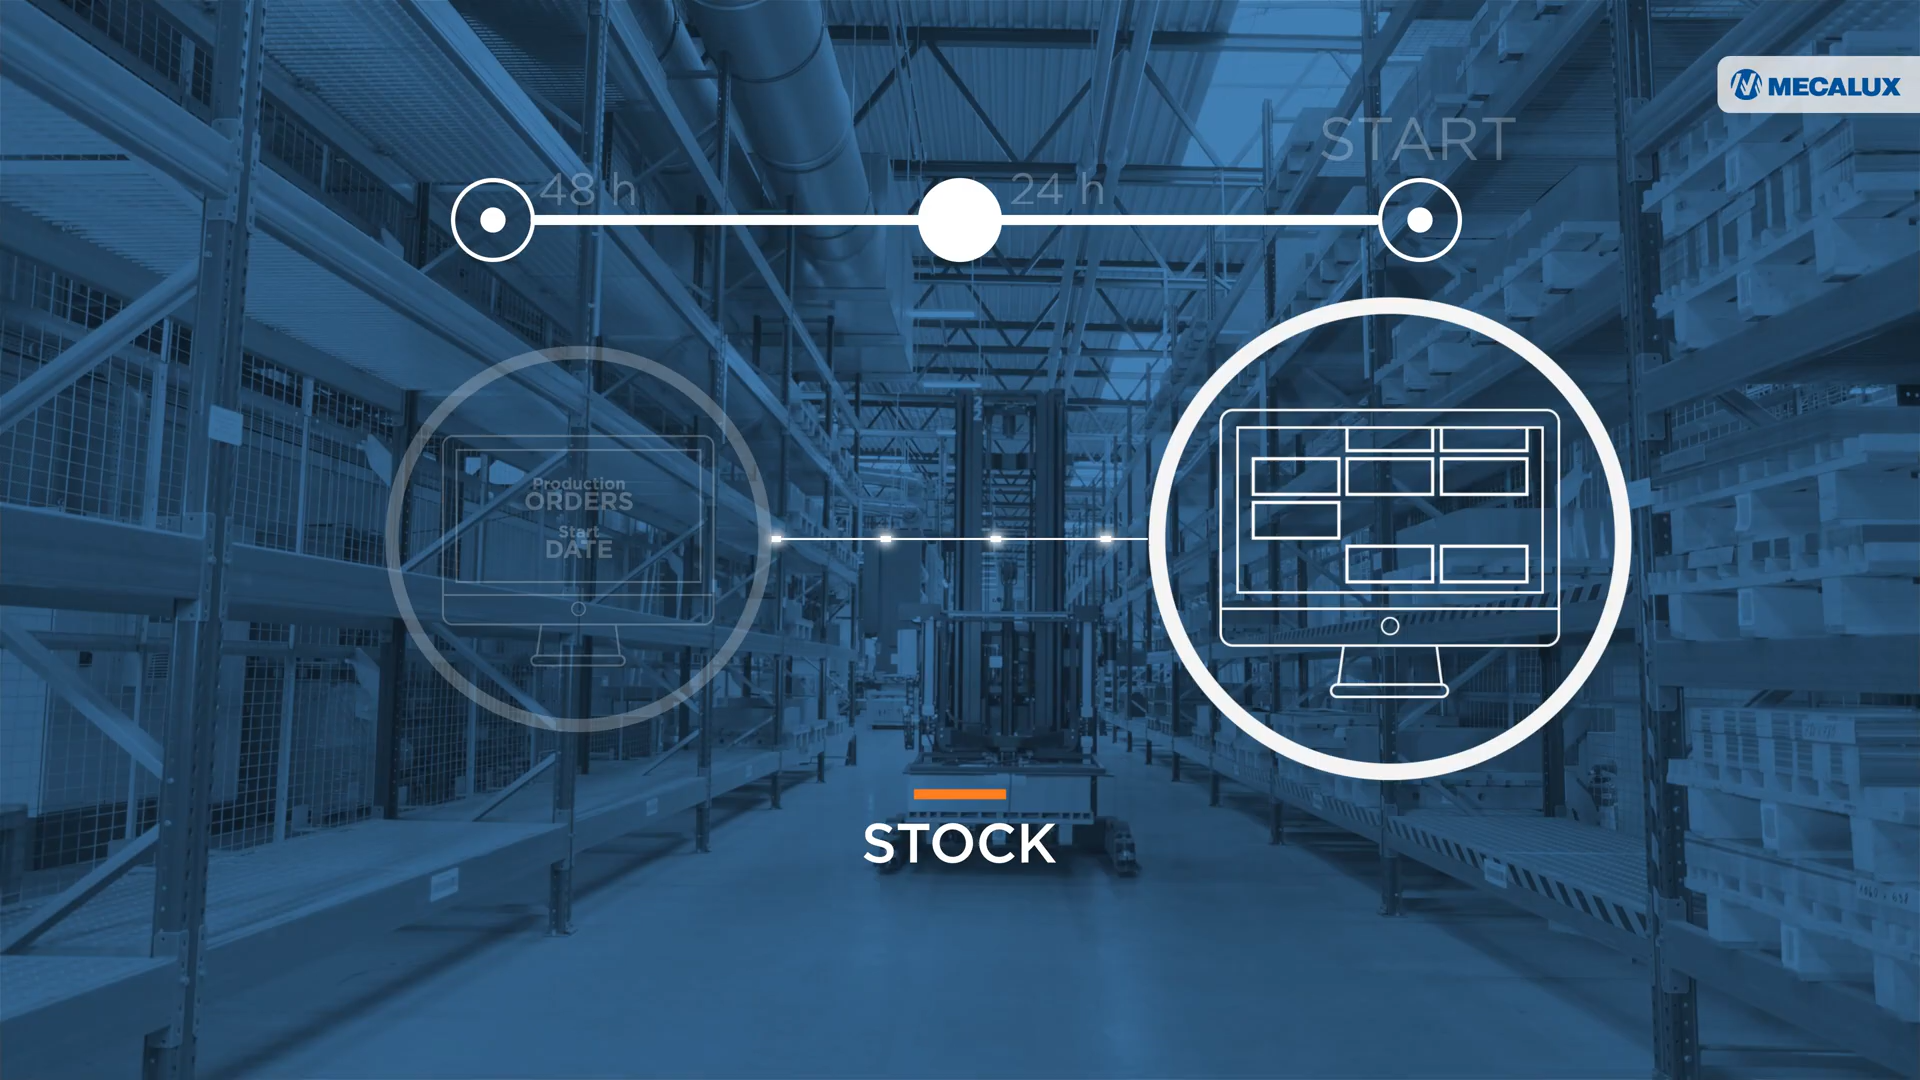 MECALUX
START
48 h
24 h
Production
ORDERS
Start
DATE
STOCK